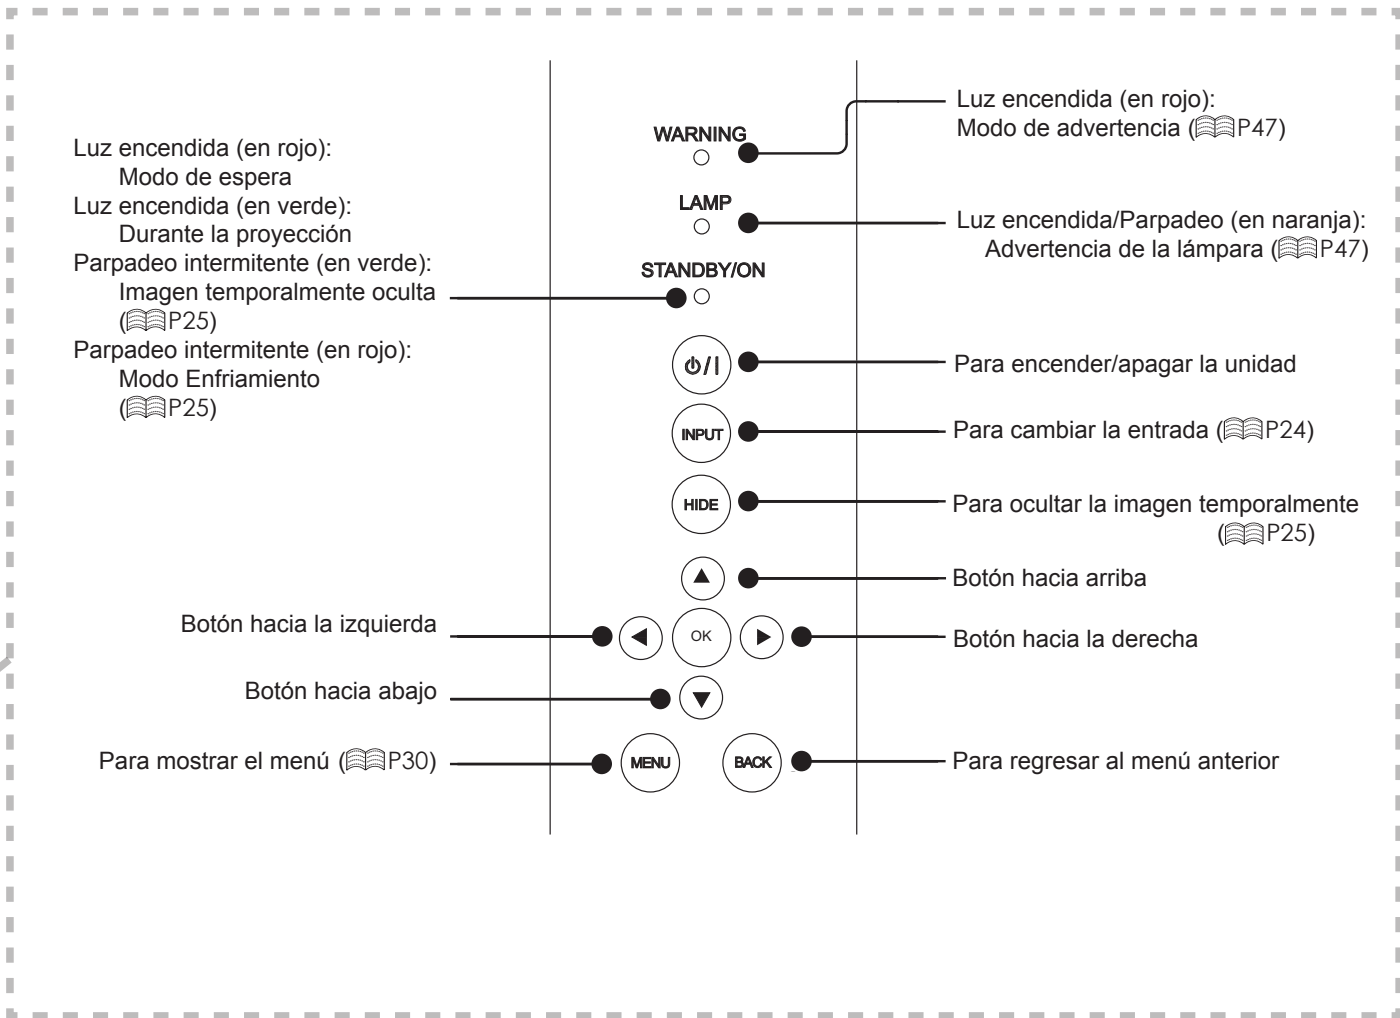 Luz encendida (en rojo):
Modo de espera
Luz encendida (en verde):
Durante la proyección
Parpadeo intermitente (en verde):
Imagen temporalmente oculta
(P25)
Parpadeo intermitente (en rojo):
Modo Enfriamiento
(P25)
Botón hacia la izquierda
Botón hacia abajo
Para mostrar el menú (P30)
WARNING
LAMP
STANDBY/ON
⏻/|
INPUT
HIDE
OK
MENU
BACK
Luz encendida (en rojo):
Modo de advertencia (P47)
Luz encendida/Parpadeo (en naranja):
Advertencia de la lámpara (P47)
Para encender/apagar la unidad
Para cambiar la entrada (P24)
Para ocultar la imagen temporalmente
(P25)
Botón hacia arriba
Botón hacia la derecha
Para regresar al menú anterior